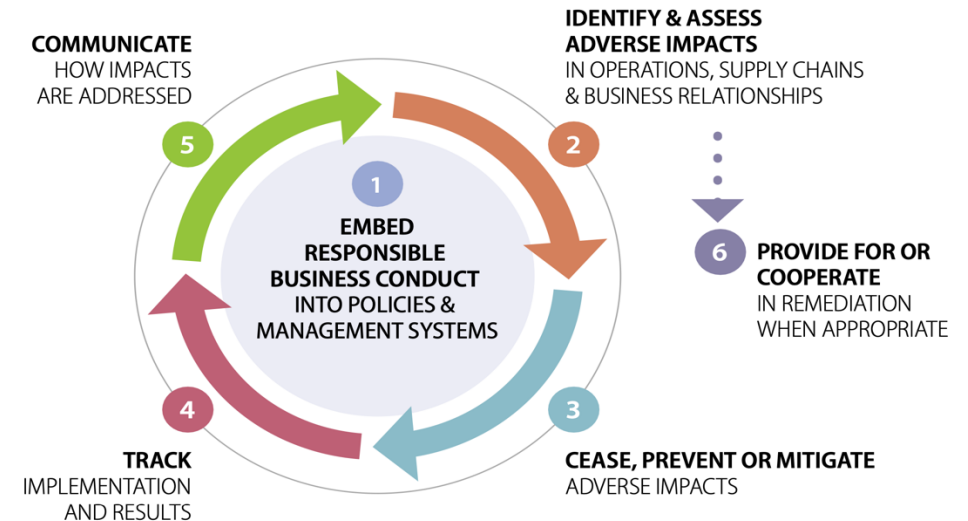 1
EMBED
RESPONSIBLE
BUSINESS CONDUCT
INTO POLICIES &
MANAGEMENT SYSTEMS
2
IDENTIFY & ASSESS
ADVERSE IMPACTS
IN OPERATIONS, SUPPLY CHAINS
& BUSINESS RELATIONSHIPS
3
CEASE, PREVENT OR MITIGATE
ADVERSE IMPACTS
4
TRACK
IMPLEMENTATION
AND RESULTS
5
COMMUNICATE
HOW IMPACTS
ARE ADDRESSED
6
PROVIDE FOR OR
COOPERATE
IN REMEDIATION
WHEN APPROPRIATE